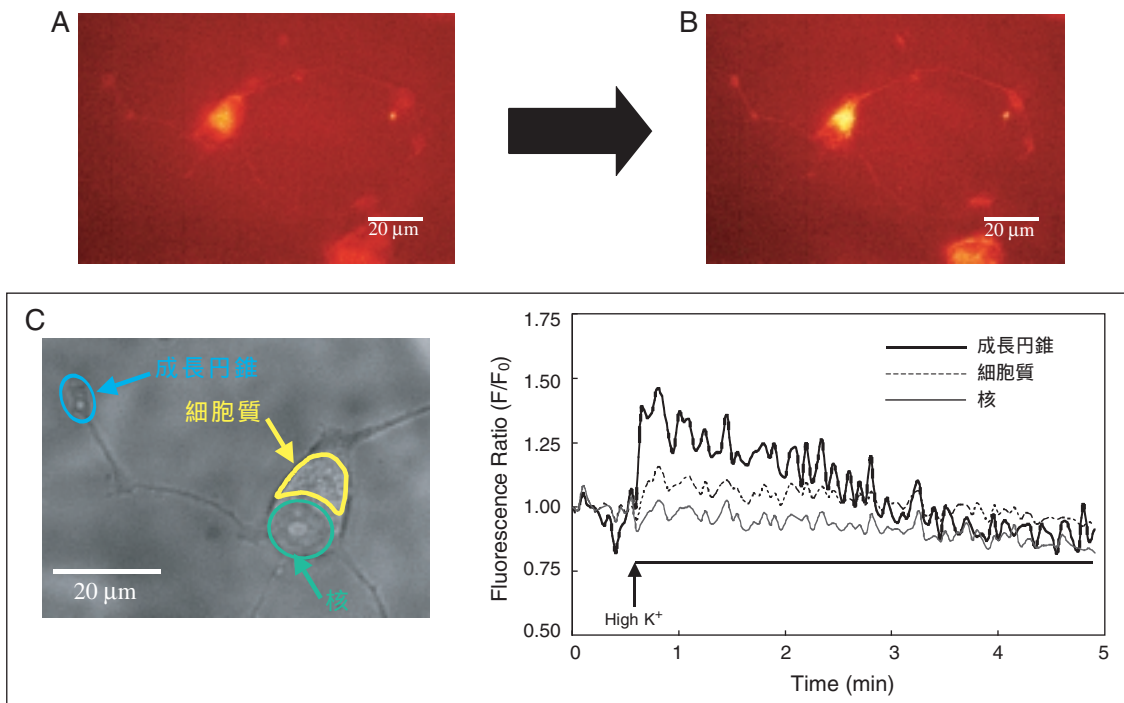 A
B
20 μm
20 μm
C
成長円錐
細胞質
核
20 μm
Fluorescence Ratio (F/F₀)
1.75
1.50
1.25
1.00
0.75
0.50
成長円錐
細胞質
核
High K⁺
0 1 2 3 4 5
Time (min)